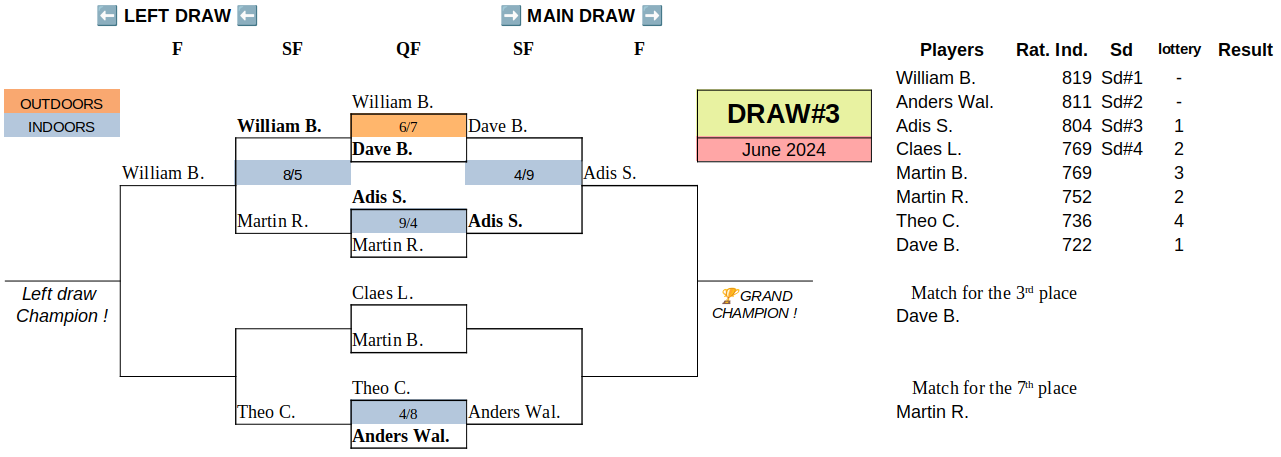 ⬅ LEFT DRAW ⬅ ➡ MAIN DRAW ➡
F SF QF SF F
Players Rat. Ind. Sd lottery Result
William B. 819 Sd#1 -
OUTDOORS William B. Anders Wal. 811 Sd#2 -
INDOORS William B. 6/7 Dave B. DRAW#3 Adis S. 804 Sd#3 1
Dave B. June 2024 Claes L. 769 Sd#4 2
William B. 8/5 4/9 Adis S. Martin B. 769 3
Adis S. Martin R. 752 2
Martin R. 9/4 Adis S. Theo C. 736 4
Martin R. Dave B. 722 1
Left draw Claes L. 🏆GRAND Match for the 3rd place
Champion ! CHAMPION ! Dave B.
Martin B.
Theo C. Match for the 7th place
Theo C. 4/8 Anders Wal. Martin R.
Anders Wal.